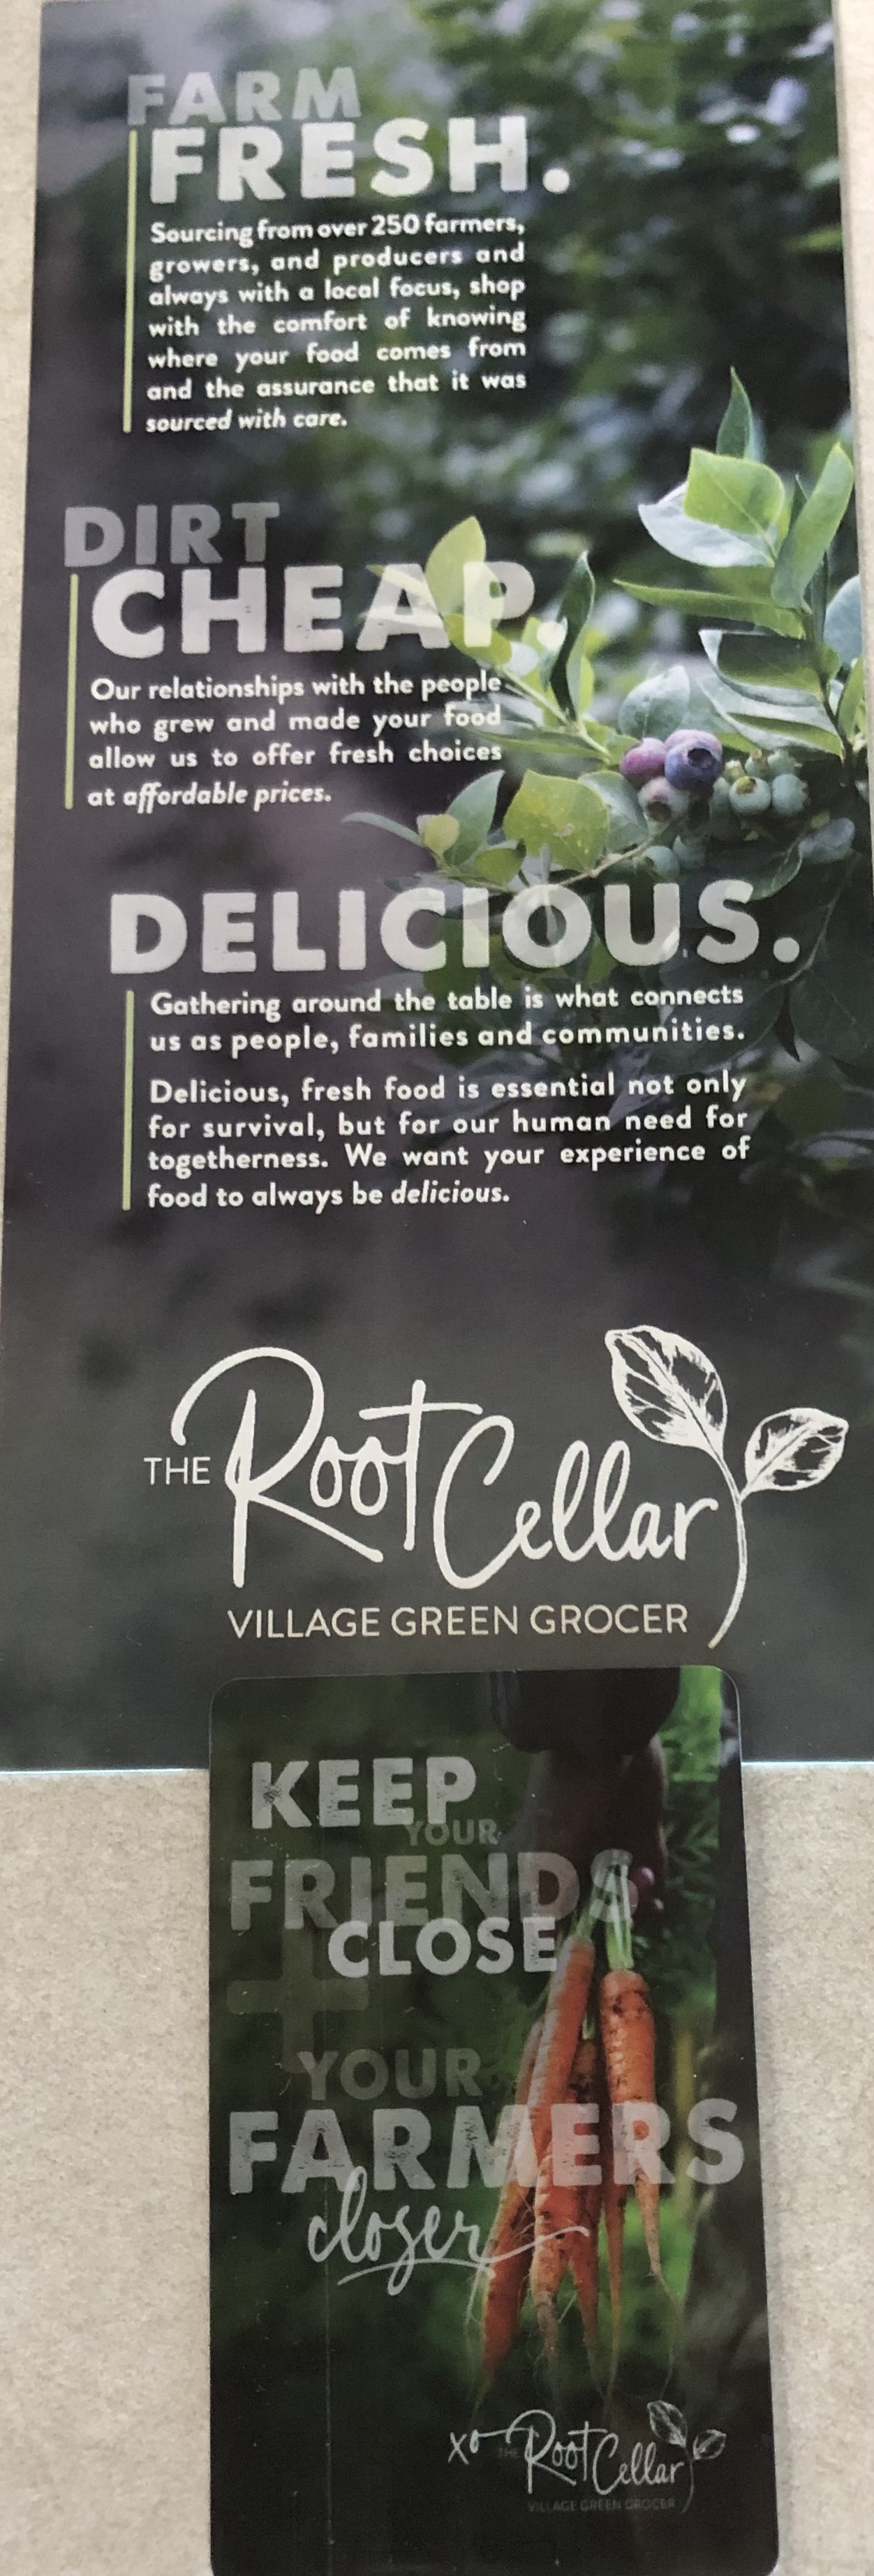 FARM
FRESH.
Sourcing from over 250 farmers,
growers, and producers and
always with a local focus, shop
with the comfort of knowing
where your food comes from
and the assurance that it was
sourced with care.
DIRT
CHEAP.
Our relationships with the people
who grew and made your food
allow us to offer fresh choices
at affordable prices.
DELICIOUS.
Gathering around the table is what connects
us as people, families and communities.
Delicious, fresh food is essential not only
for survival, but for our human need for
togetherness. We want your experience of
food to always be delicious.
THE Root Cellar
VILLAGE GREEN GROCER
KEEP
YOUR
FRIENDS
CLOSE
+
YOUR
FARMERS
closer
xo THE Root Cellar
VILLAGE GREEN GROCER